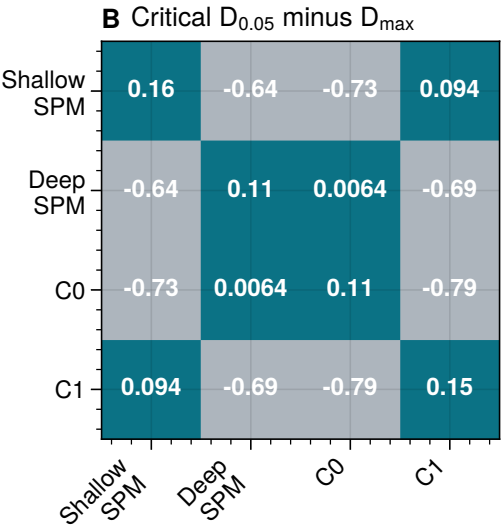 B Critical D0.05 minus Dmax
Shallow
SPM
0.16 -0.64 -0.73 0.094
Deep
SPM
-0.64 0.11 0.0064 -0.69
C0
-0.73 0.0064 0.11 -0.79
C1
0.094 -0.69 -0.79 0.15
Shallow
SPM
Deep
SPM
C0
C1